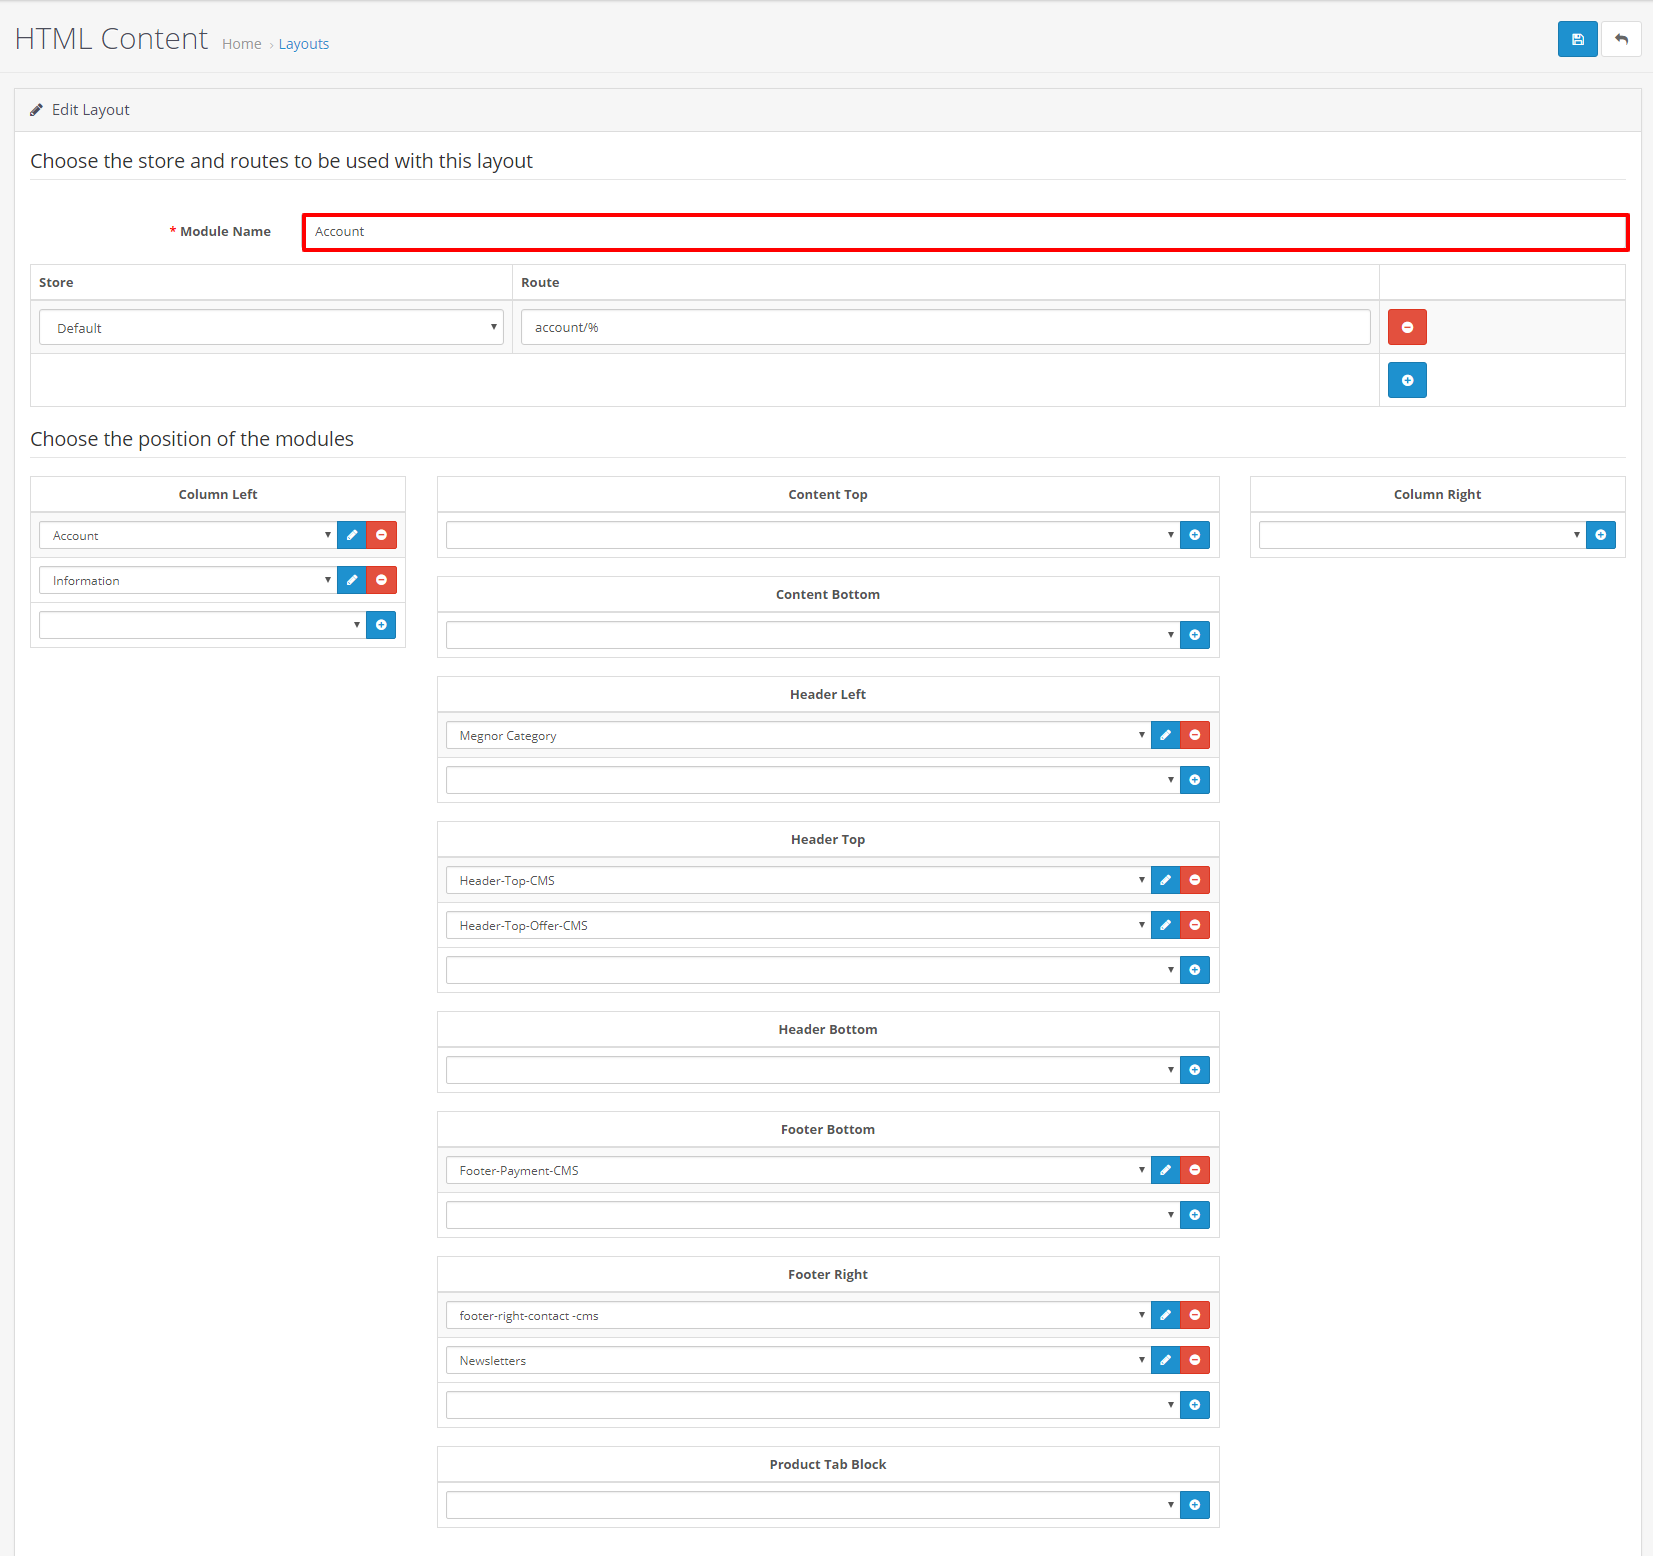 HTML Content Home › Layouts
Edit Layout
Choose the store and routes to be used with this layout
* Module Name Account
Store Route
Default account/%
Choose the position of the modules
Column Left
Account
Information
Content Top
Content Bottom
Header Left
Megnor Category
Header Top
Header-Top-CMS
Header-Top-Offer-CMS
Header Bottom
Footer Bottom
Footer-Payment-CMS
Footer Right
footer-right-contact -cms
Newsletters
Product Tab Block
Column Right